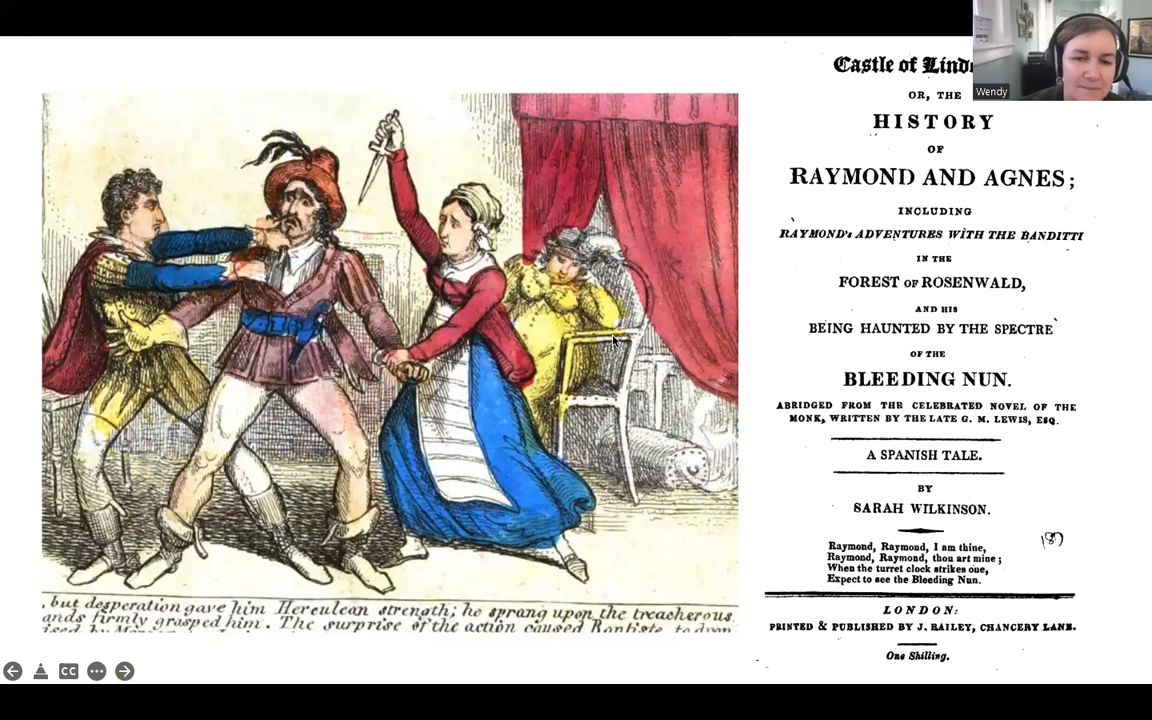 Castle of
OR, THE
HISTORY
OF
RAYMOND AND AGNES;
INCLUDING
RAYMOND's ADVENTURES WITH THE BANDITTI
IN THE
FOREST OF ROSENWALD,
AND HIS
BEING HAUNTED BY THE SPECTRE
OF THE
BLEEDING NUN.
ABRIDGED FROM THE CELEBRATED NOVEL OF THE
MONK, WRITTEN BY THE LATE G. M. LEWIS, ESQ.
A SPANISH TALE.
BY
SARAH WILKINSON.
Raymond, Raymond, I am thine,
Raymond, Raymond, thou art mine;
When the turret clock strikes one,
Expect to see the Bleeding Nun.
LONDON:
PRINTED & PUBLISHED BY J. BAILEY, CHANCERY LANE.
One Shilling.
, but desperation gave him Herculean strength; he sprang upon the treacherous
ands firmly grasped him. The surprise of the action caused Baptiste to drop
Wendy
CC